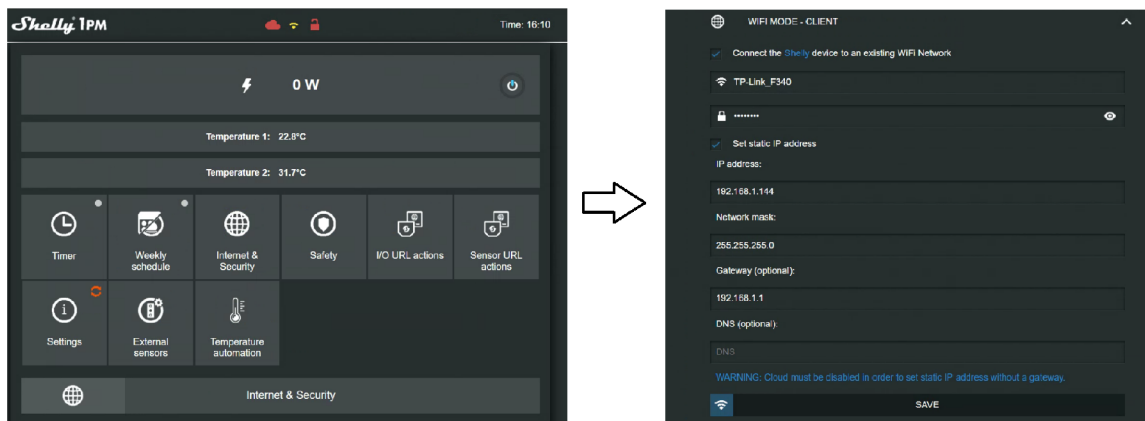 Shelly 1PM
Time: 16:10
0 W
Temperature 1: 22.8°C
Temperature 2: 31.7°C
Timer
Weekly
schedule
Internet &
Security
Safety
I/O URL actions
Sensor URL
actions
Settings
External
sensors
Temperature
automation
Internet & Security
WIFI MODE - CLIENT
Connect the Shelly device to an existing WiFi Network
TP-Link_F340
••••••••
Set static IP address
IP address:
192.168.1.144
Network mask:
255.255.255.0
Gateway (optional):
192.168.1.1
DNS (optional):
DNS
WARNING: Cloud must be disabled in order to set static IP address without a gateway.
SAVE